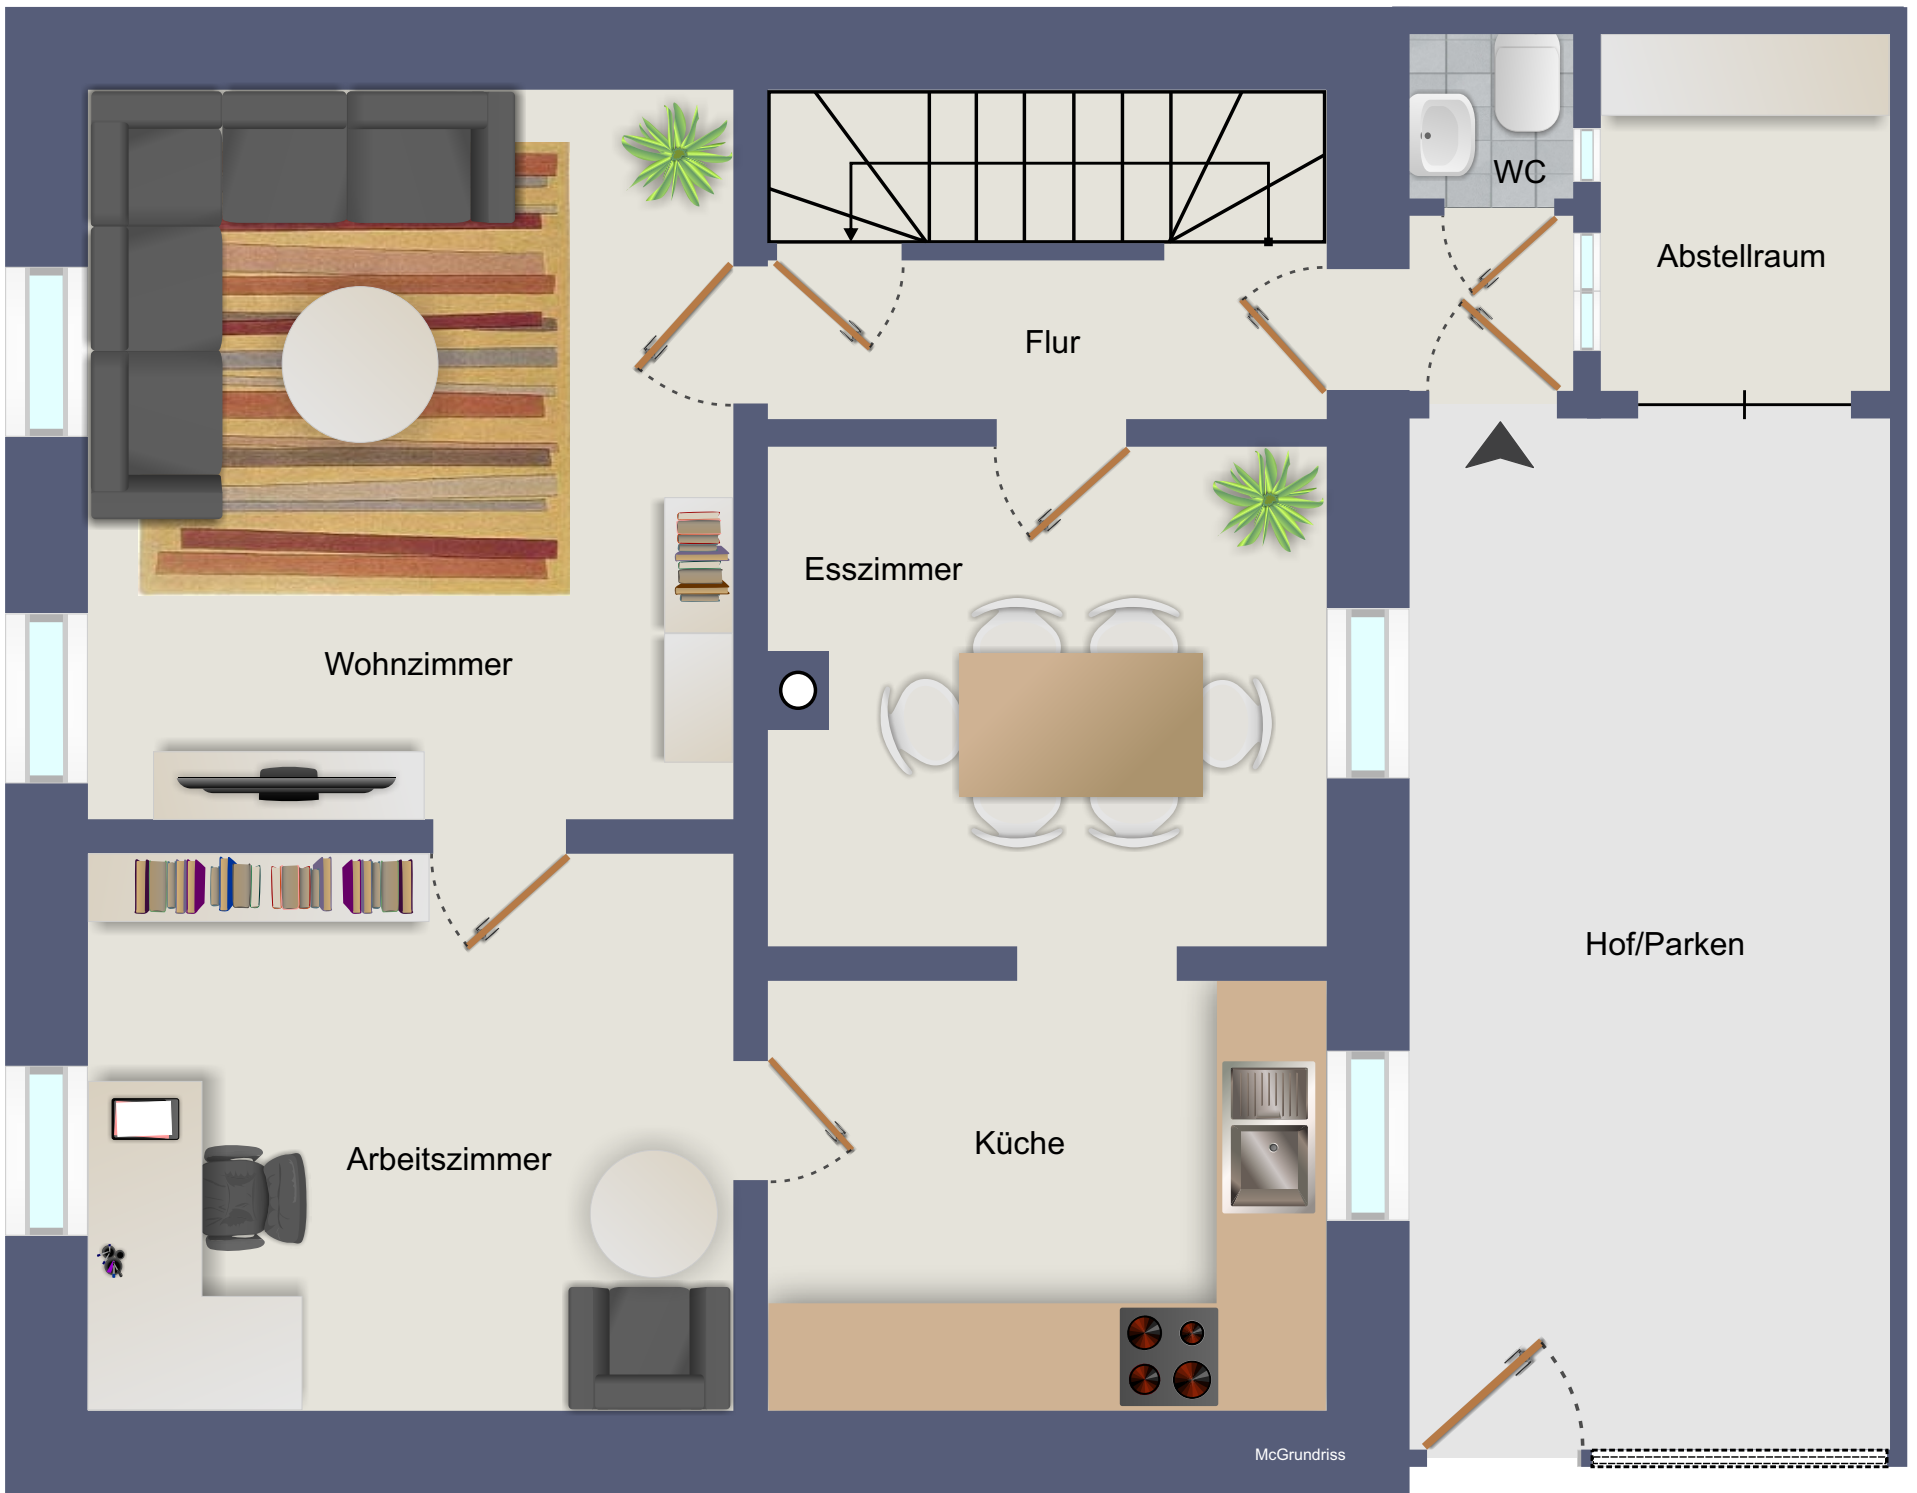 WC
Abstellraum
Flur
Esszimmer
Wohnzimmer
Hof/Parken
Küche
Arbeitszimmer
McGrundriss